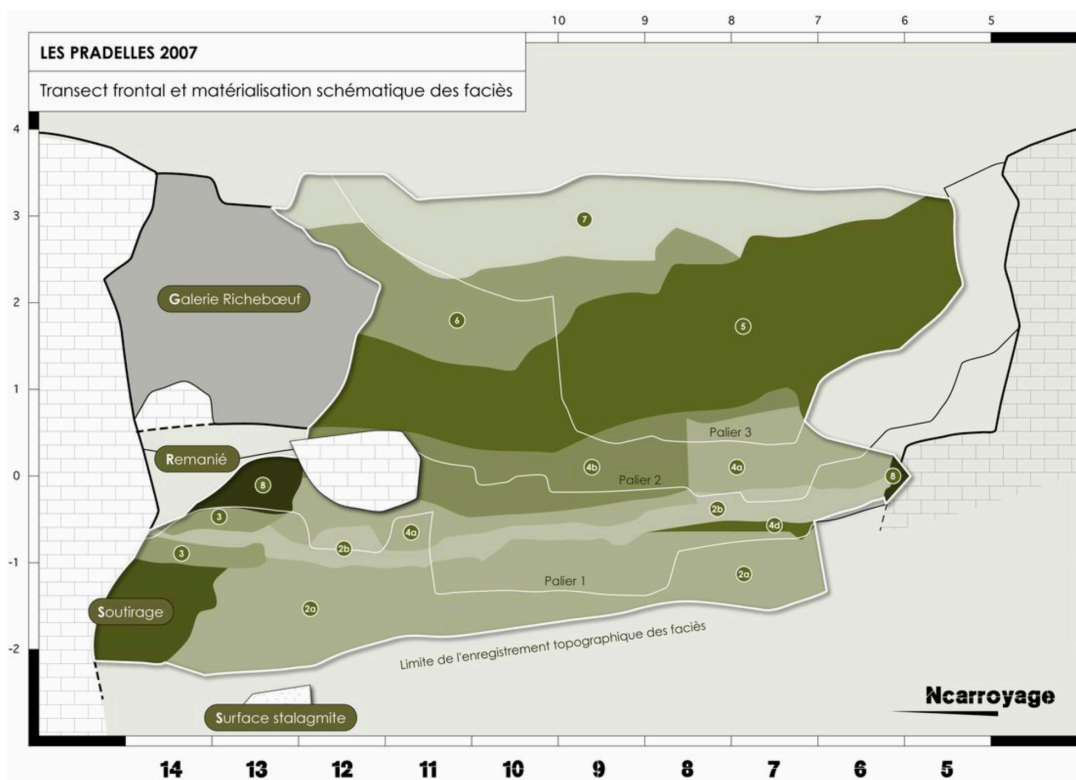 10 9 8 7 6 5
LES PRADELLES 2007
Transect frontal et matérialisation schématique des faciès
4
3
7
Galerie Richebœuf
2
6
5
1
Palier 3
Remanié
0
4b
4a
8
Palier 2
8
2b
3
4a
4d
2b
3
-1
Palier 1
2a
2a
Soutirage
Limite de l'enregistrement topographique des faciès
-2
Ncarroyage
Surface stalagmite
14 13 12 11 10 9 8 7 6 5